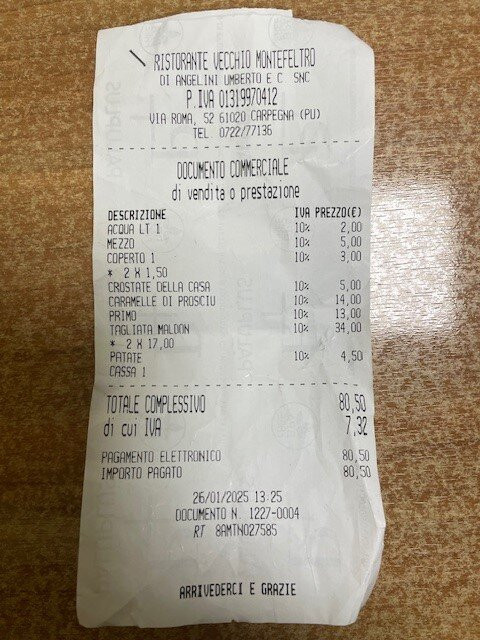 RISTORANTE VECCHIO MONTEFELTRO
DI ANGELINI UMBERTO E C SNC
P.IVA 01319970412
VIA ROMA, 52 61020 CARPEGNA (PU)
TEL 0722/77136
DOCUMENTO COMMERCIALE
di vendita o prestazione
DESCRIZIONE IVA PREZZO(€)
ACQUA LT 1 10% 2,00
MEZZO 10% 5,00
COPERTO 1 10% 3,00
* 2 X 1,50
CROSTATE DELLA CASA 10% 5,00
CARAMELLE DI PROSCIU 10% 14,00
PRIMO 10% 13,00
TAGLIATA MALDON 10% 34,00
* 2 X 17,00
PATATE 10% 4,50
CASSA 1
TOTALE COMPLESSIVO 80,50
di cui IVA 7,32
PAGAMENTO ELETTRONICO 80,50
IMPORTO PAGATO 80,50
26/01/2025 13:25
DOCUMENTO N. 1227-0004
RT 8AMTN027585
ARRIVEDERCI E GRAZIE